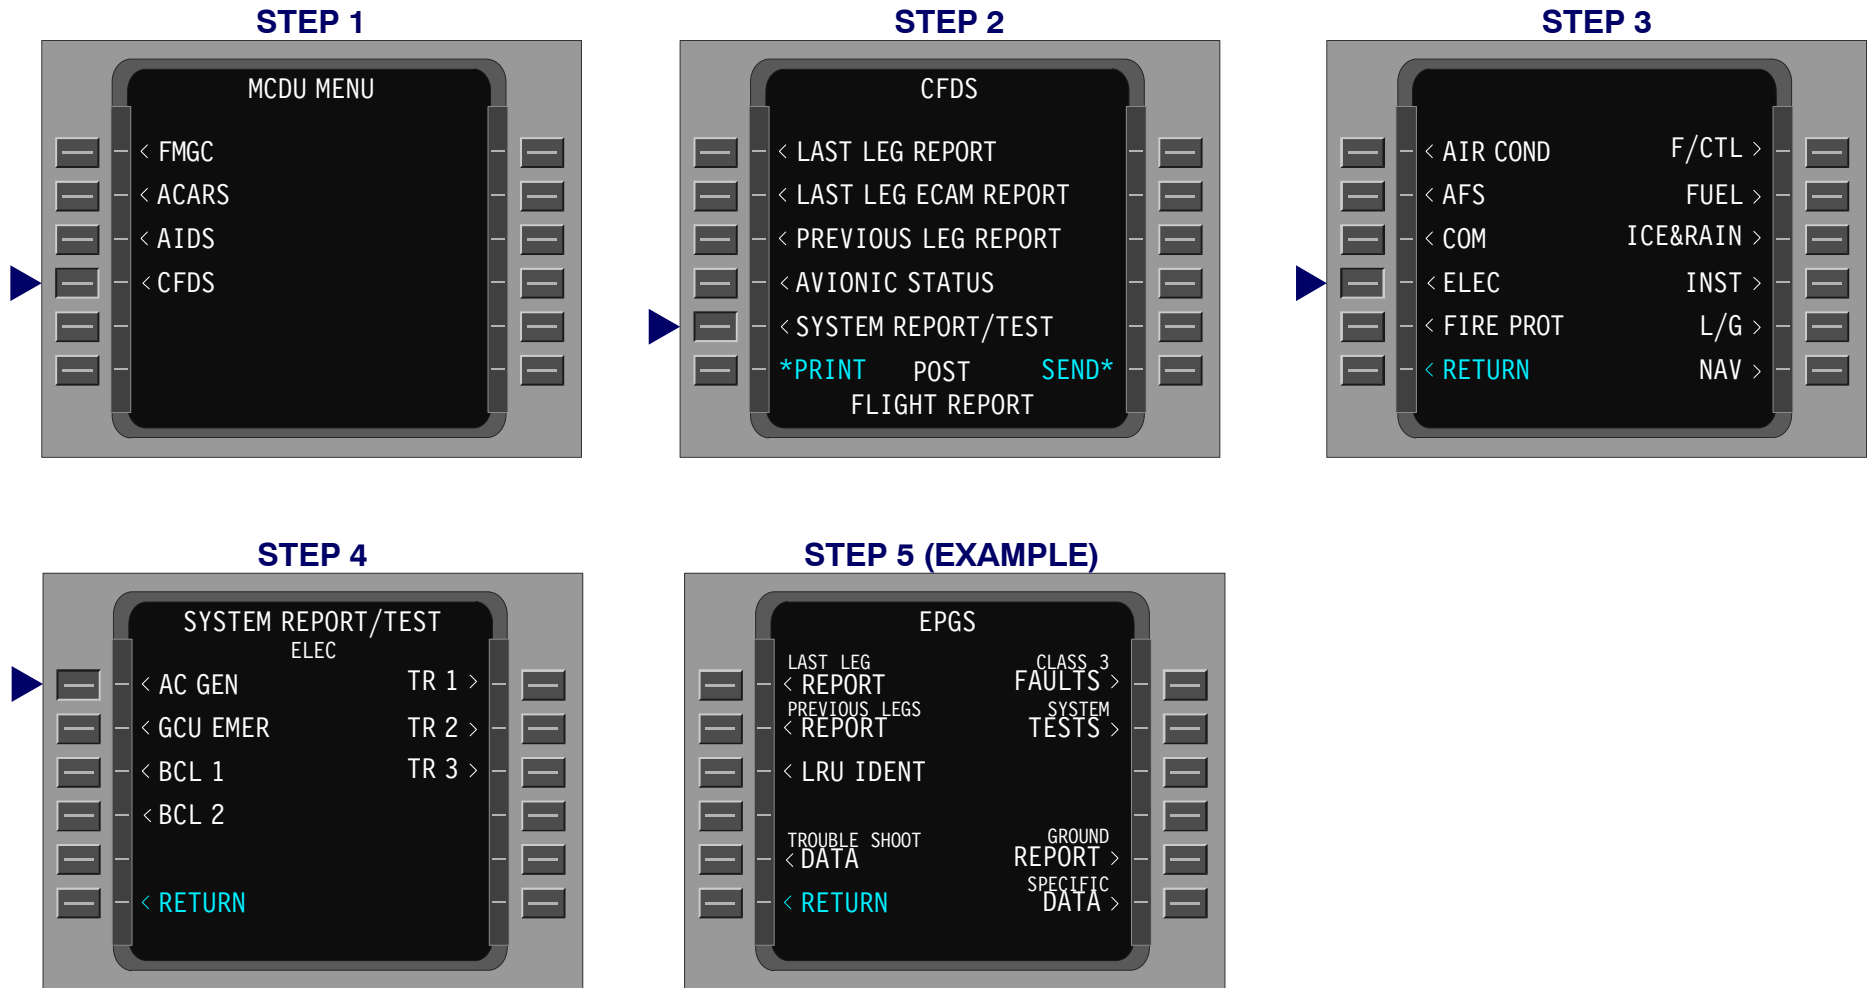 STEP 1
MCDU MENU
< FMGC
< ACARS
< AIDS
< CFDS
STEP 2
CFDS
< LAST LEG REPORT
< LAST LEG ECAM REPORT
< PREVIOUS LEG REPORT
< AVIONIC STATUS
< SYSTEM REPORT/TEST
*PRINT POST SEND*
FLIGHT REPORT
STEP 3
< AIR COND F/CTL >
< AFS FUEL >
< COM ICE&RAIN >
< ELEC INST >
< FIRE PROT L/G >
< RETURN NAV >
STEP 4
SYSTEM REPORT/TEST
ELEC
< AC GEN TR 1 >
< GCU EMER TR 2 >
< BCL 1 TR 3 >
< BCL 2
< RETURN
STEP 5 (EXAMPLE)
EPGS
LAST LEG CLASS 3
< REPORT FAULTS >
PREVIOUS LEGS SYSTEM
< REPORT TESTS >
< LRU IDENT
TROUBLE SHOOT GROUND
< DATA REPORT >
SPECIFIC
< RETURN DATA >